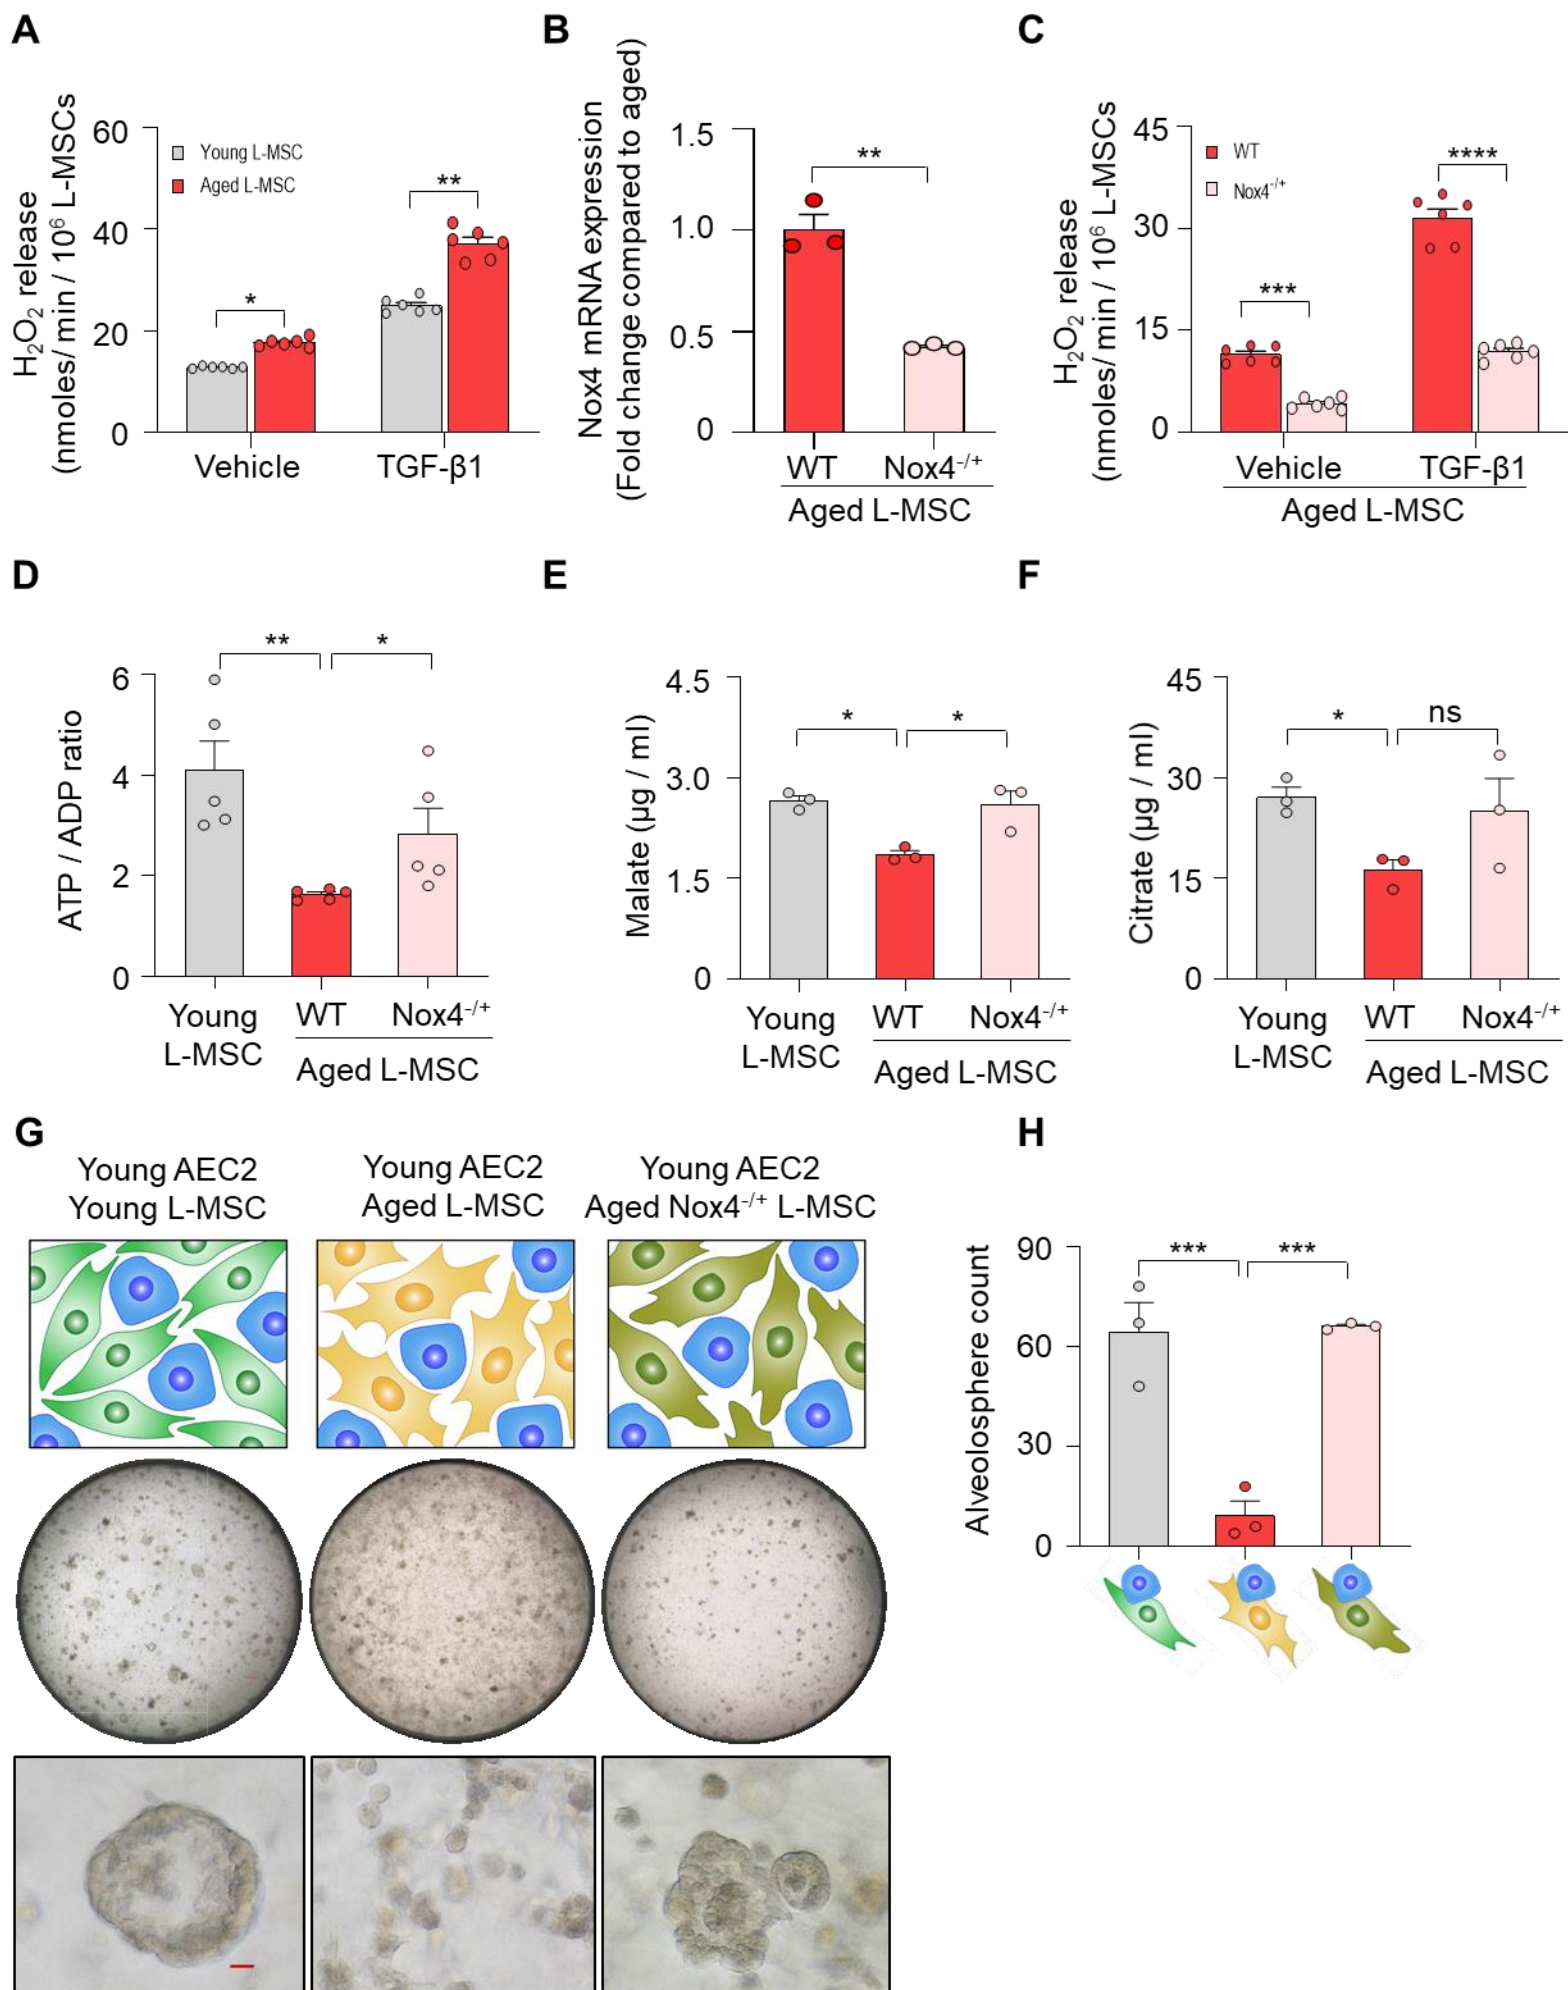 A
H2O2 release
(nmoles/ min / 10⁶ L-MSCs
60
40
20
0
Young L-MSC
Aged L-MSC
*
**
Vehicle
TGF-β1
B
Nox4 mRNA expression
(Fold change compared to aged)
1.5
1.0
0.5
0
**
WT
Nox4-/+
Aged L-MSC
C
H2O2 release
(nmoles/ min / 10⁶ L-MSCs
45
30
15
0
WT
Nox4-/+
***
****
Vehicle
TGF-β1
Aged L-MSC
D
ATP / ADP ratio
6
4
2
0
**
*
Young
L-MSC
WT
Nox4-/+
Aged L-MSC
E
Malate (µg / ml)
4.5
3.0
1.5
0
*
*
Young
L-MSC
WT
Nox4-/+
Aged L-MSC
F
Citrate (µg / ml)
45
30
15
0
*
ns
Young
L-MSC
WT
Nox4-/+
Aged L-MSC
G
Young AEC2
Young L-MSC
Young AEC2
Aged L-MSC
Young AEC2
Aged Nox4-/+ L-MSC
H
Alveolosphere count
90
60
30
0
***
***